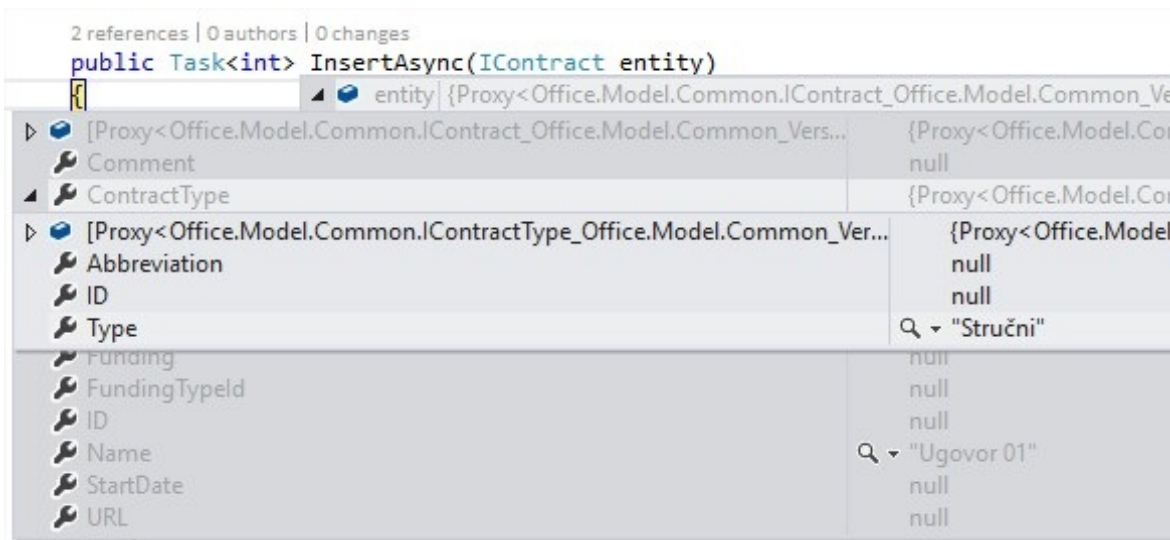 2 references | 0 authors | 0 changes
public Task<int> InsertAsync(IContract entity)
{
entity {Proxy<Office.Model.Common.IContract_Office.Model.Common_Ve
[Proxy<Office.Model.Common.IContract_Office.Model.Common_Vers... {Proxy<Office.Model.Co
Comment null
ContractType {Proxy<Office.Model.Co
[Proxy<Office.Model.Common.IContractType_Office.Model.Common_Ver... {Proxy<Office.Model
Abbreviation null
ID null
Type "Stručni"
Funding null
FundingTypeId null
ID null
Name "Ugovor 01"
StartDate null
URL null